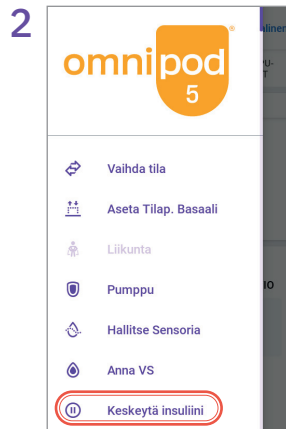 2
omnipod®
5
Vaihda tila
Aseta Tilap. Basaali
Liikunta
Pumppu
Hallitse Sensoria
Anna VS
Keskeytä insuliini